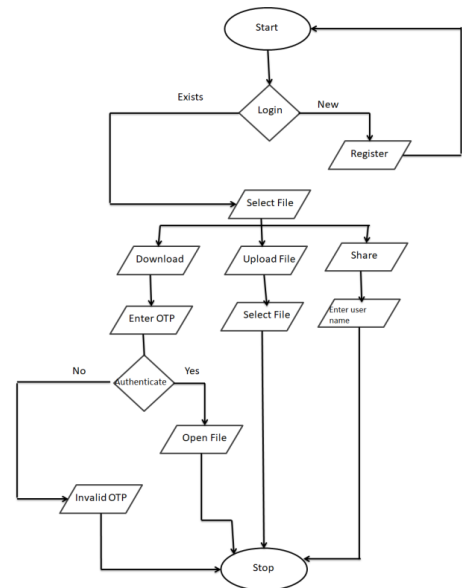 Start
Exists
Login
New
Register
Select File
Download
Upload File
Share
Enter OTP
Select File
Enter user
name
No
Authenticate
Yes
Open File
Invalid OTP
Stop